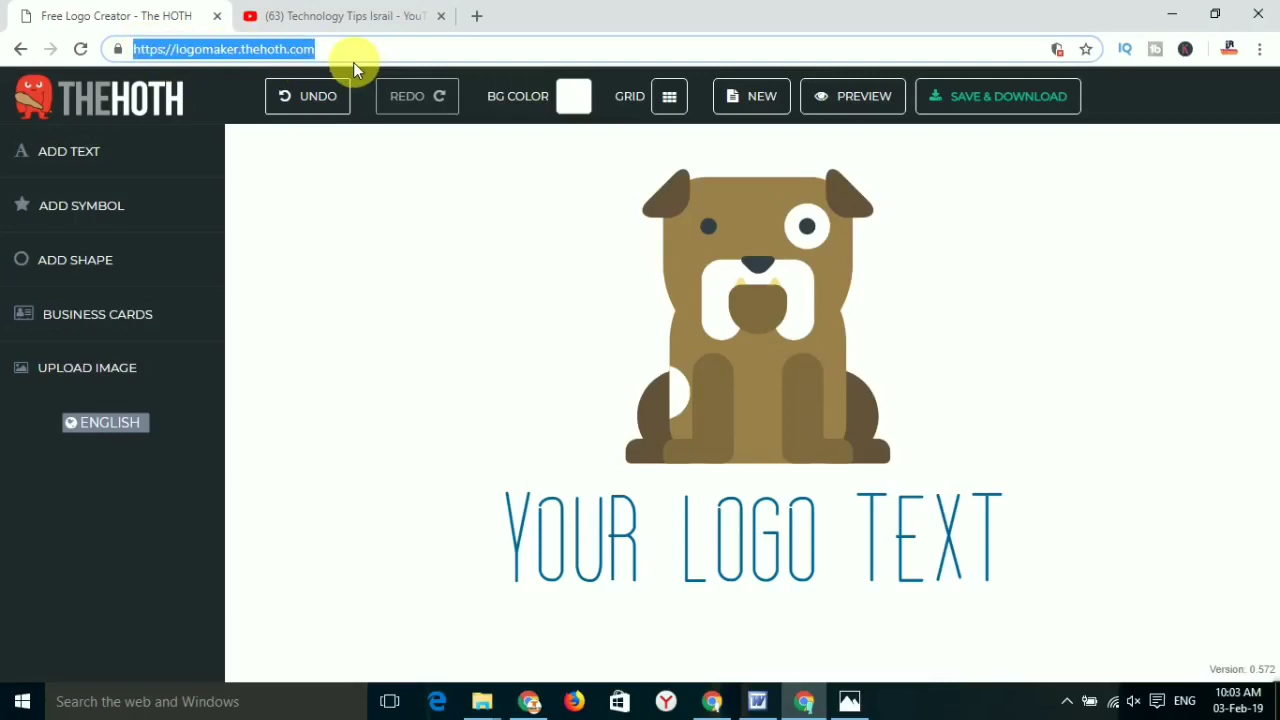 Free Logo Creator - The HOTH
(63) Technology Tips Israil - YouT
https://logomaker.thehoth.com
IQ
THEHOTH
UNDO
REDO
BG COLOR
GRID
NEW
PREVIEW
SAVE & DOWNLOAD
ADD TEXT
ADD SYMBOL
ADD SHAPE
BUSINESS CARDS
UPLOAD IMAGE
ENGLISH
YOUR LOGO TEXT
Version: 0.572
Search the web and Windows
ENG
10:03 AM
03-Feb-19